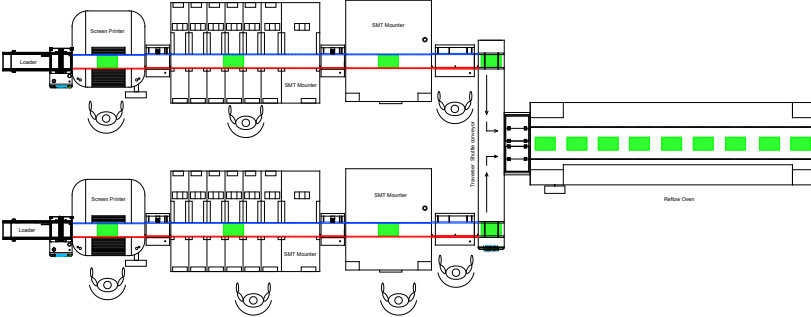 Screen Printer
SMT Mounter
Loader
SMT Mounter
Traverser Shuttle conveyor
Screen Printer
SMT Mounter
Reflow Oven
Loader
SMT Mounter